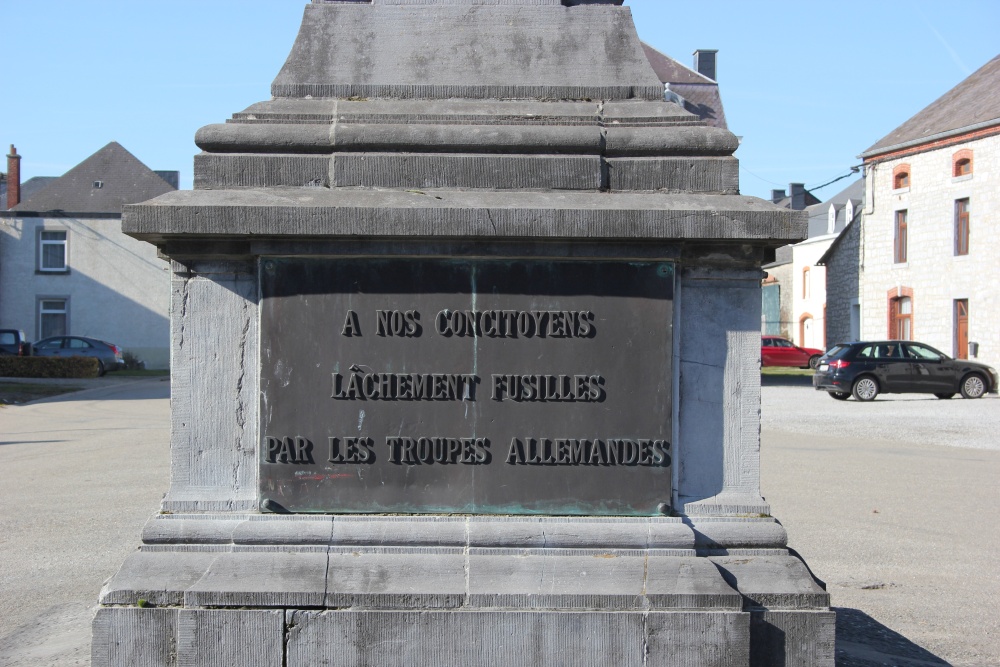 A NOS CONCITOYENS
LÂCHEMENT FUSILLES
PAR LES TROUPES ALLEMANDES